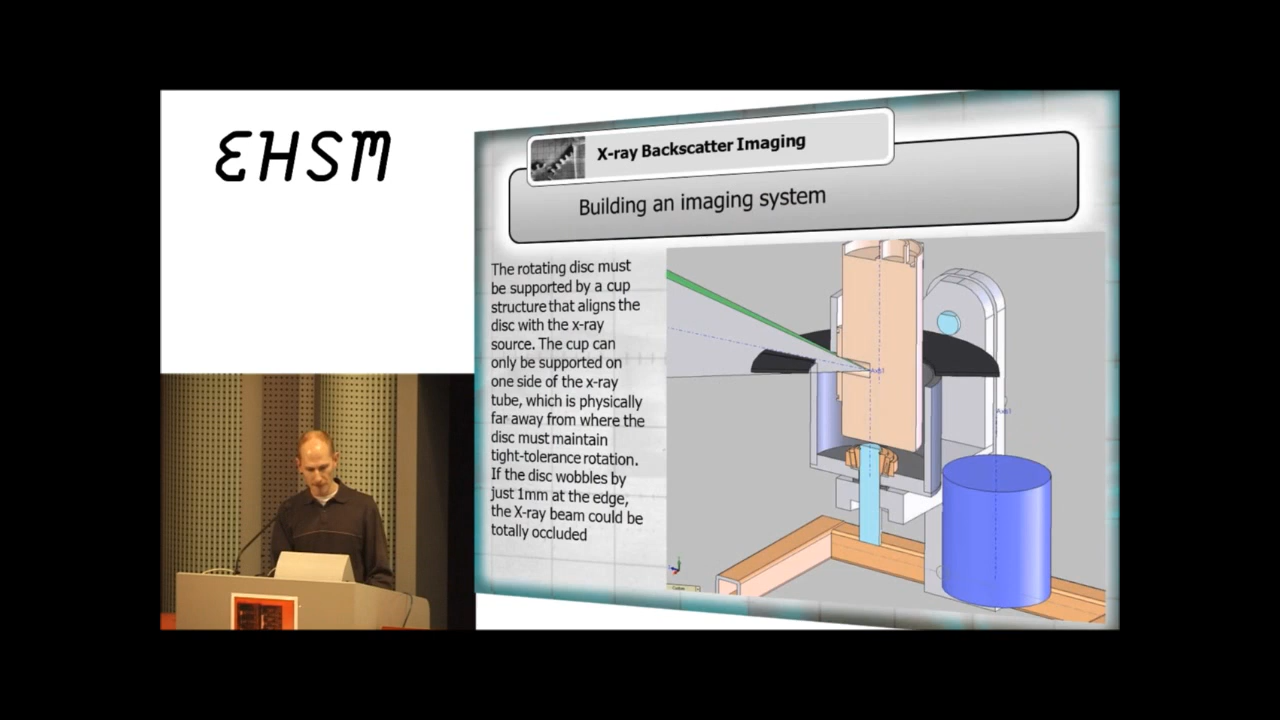 EHSM
X-ray Backscatter Imaging
Building an imaging system
The rotating disc must
be supported by a cup
structure that aligns the
disc with the x-ray
source. The cup can
only be supported on
one side of the x-ray
tube, which is physically
far away from where the
disc must maintain
tight-tolerance rotation.
If the disc wobbles by
just 1mm at the edge,
the X-ray beam could be
totally occluded
Axis1
Axis1